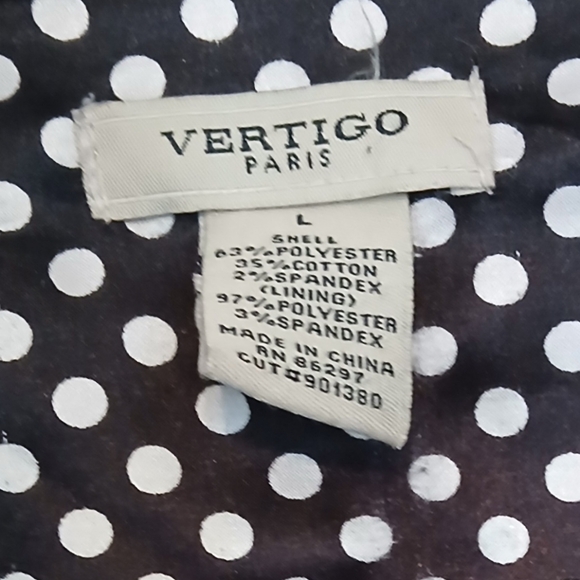 VERTIGO
PARIS
L
SHELL
63%POLYESTER
35%COTTON
2%SPANDEX
(LINING)
97%POLYESTER
3%SPANDEX
MADE IN CHINA
RN 86297
CUT#901380